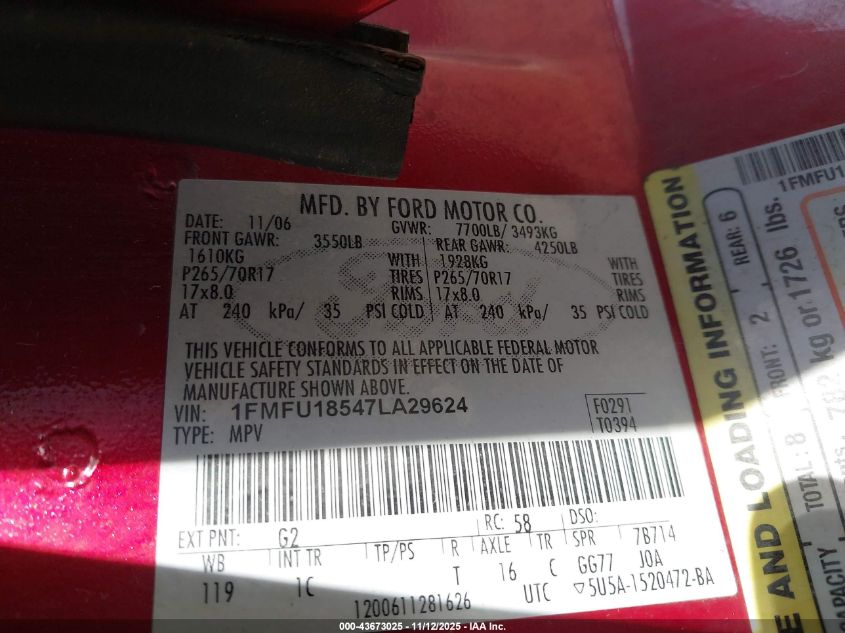 MFD. BY FORD MOTOR CO.
DATE: 11/06 GVWR: 7700LB/ 3493KG
FRONT GAWR: 3550LB REAR GAWR: 4250LB
1610KG WITH 1928KG WITH
P265/70R17 TIRES P265/70R17 TIRES
17x8.0 RIMS 17x8.0 RIMS
AT 240 kPa/ 35 PSI COLD AT 240 kPa/ 35 PSI COLD
THIS VEHICLE CONFORMS TO ALL APPLICABLE FEDERAL MOTOR
VEHICLE SAFETY STANDARDS IN EFFECT ON THE DATE OF
MANUFACTURE SHOWN ABOVE.
VIN: 1FMFU18547LA29624 F0291
TYPE: MPV T0394
EXT PNT: G2 RC: 58 DSO:
WB INT TR TP/PS R AXLE TR SPR 7B714
119 1C T 16 C GG77 J0A
1200611281626 UTC ▽5U5A-1520472-BA
1FMFU18
E AND LOADING INFORMATION
TOTAL: 8 FRONT: 2 REAR: 6
kg or 1726 lbs.
CAPACITY
000-43673025 - 11/12/2025 - IAA Inc.